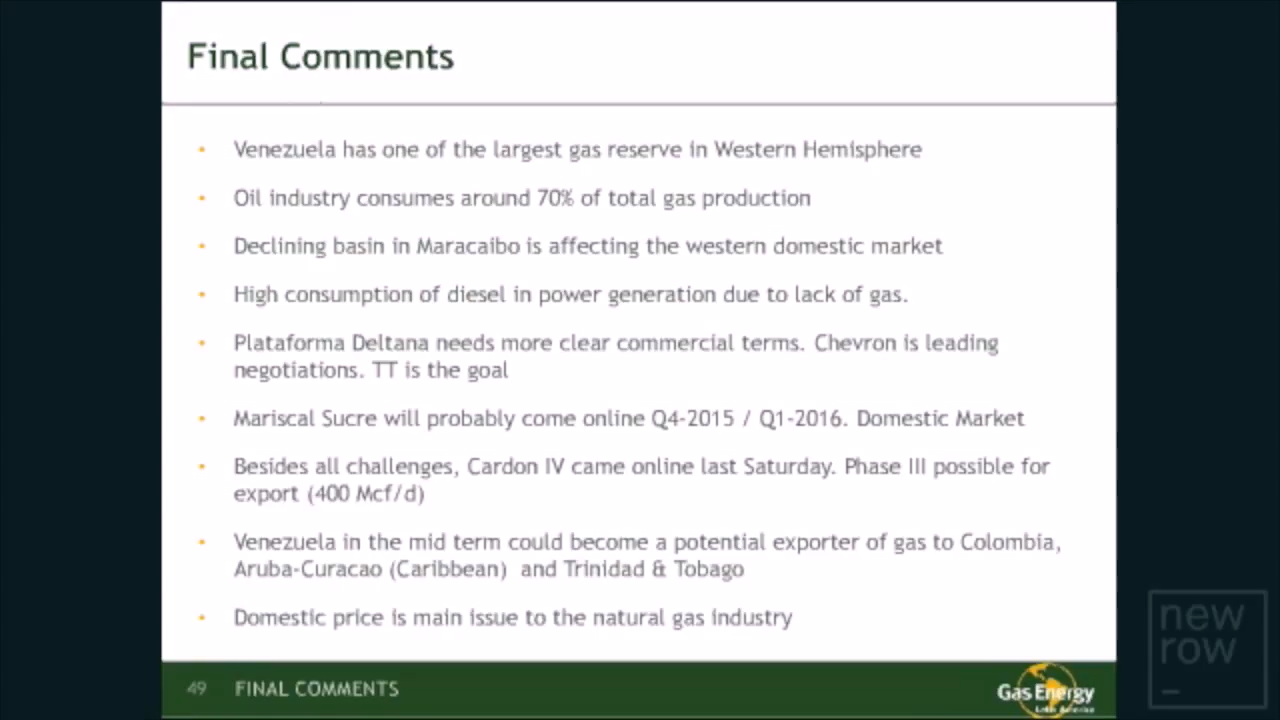 Final Comments
• Venezuela has one of the largest gas reserve in Western Hemisphere
• Oil industry consumes around 70% of total gas production
• Declining basin in Maracaibo is affecting the western domestic market
• High consumption of diesel in power generation due to lack of gas.
• Plataforma Deltana needs more clear commercial terms. Chevron is leading
negotiations. TT is the goal
• Mariscal Sucre will probably come online Q4-2015 / Q1-2016. Domestic Market
• Besides all challenges, Cardon IV came online last Saturday. Phase III possible for
export (400 Mcf/d)
• Venezuela in the mid term could become a potential exporter of gas to Colombia,
Aruba-Curacao (Caribbean) and Trinidad & Tobago
• Domestic price is main issue to the natural gas industry
49 FINAL COMMENTS
Gas Energy
Latin America
new
row